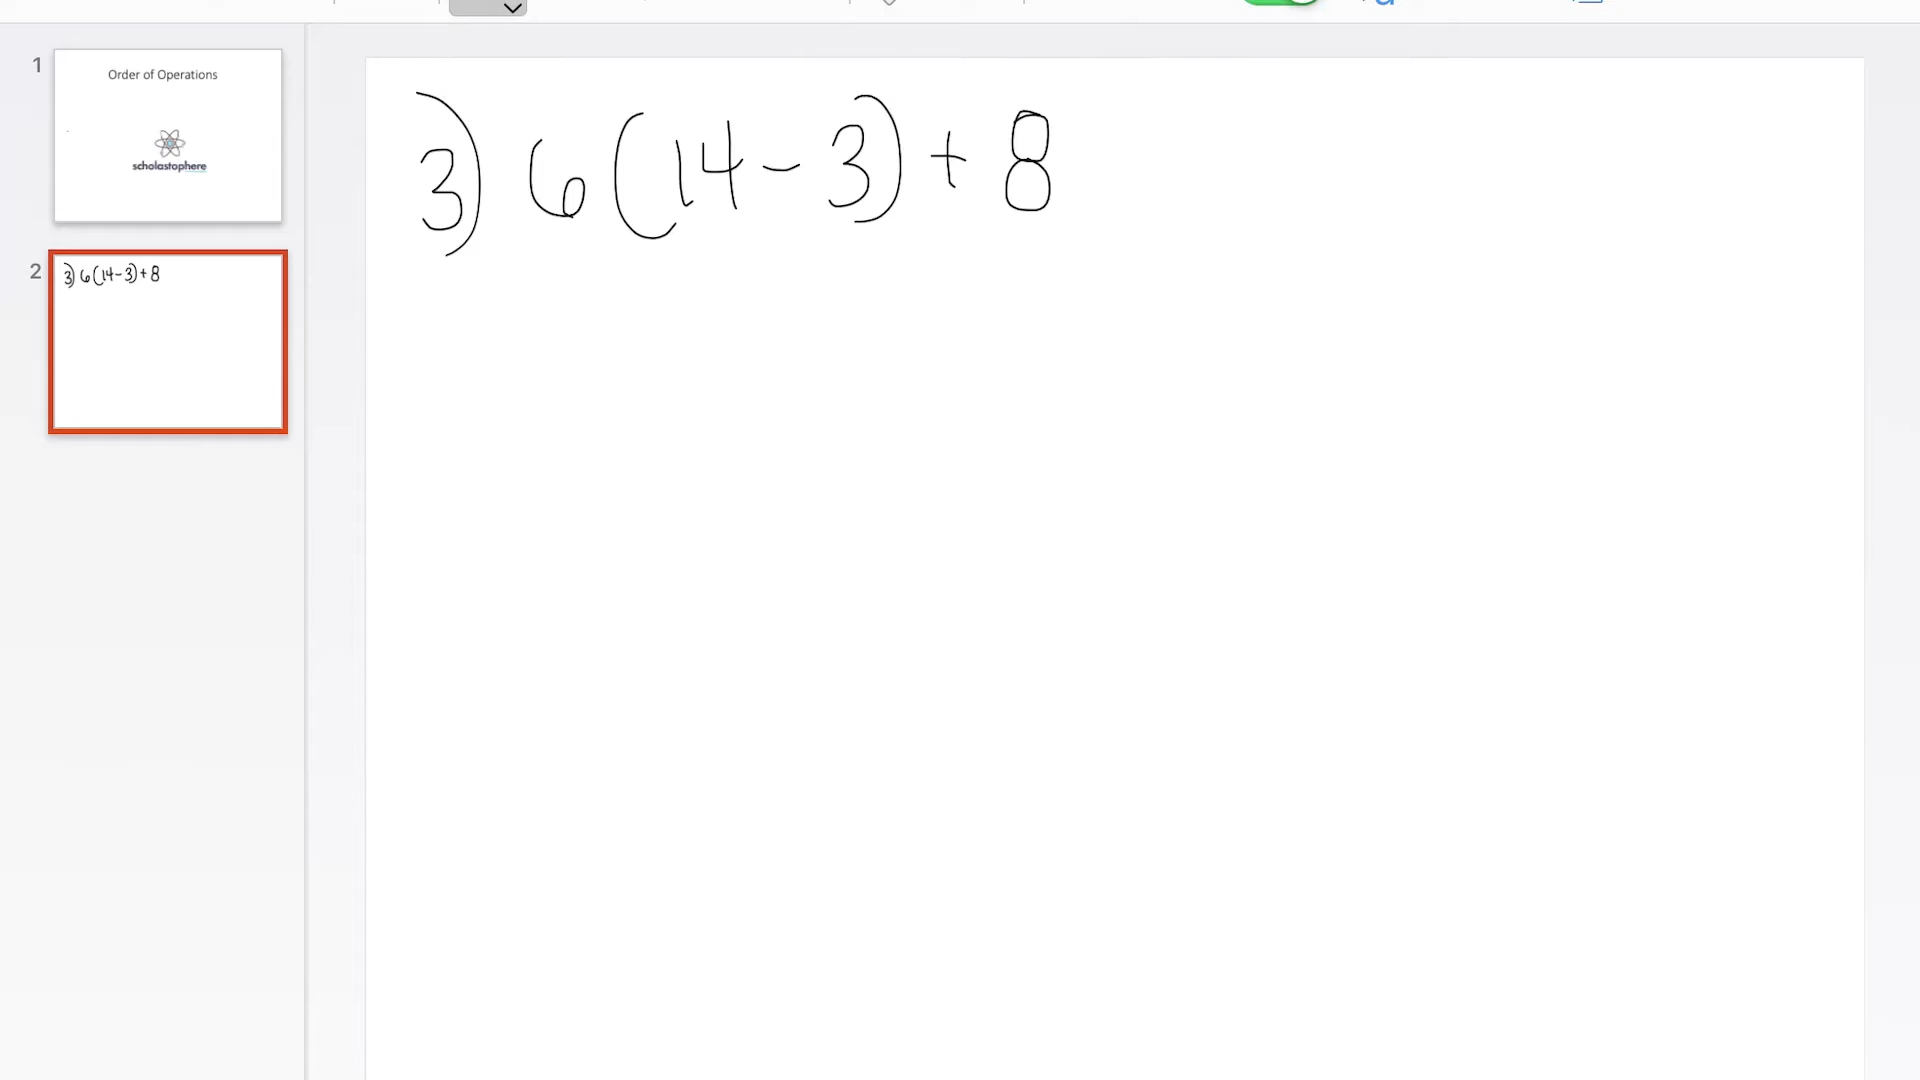 1
Order of Operations
scholastophere
2
3) 6(14-3)+8
3) 6(14-3)+8